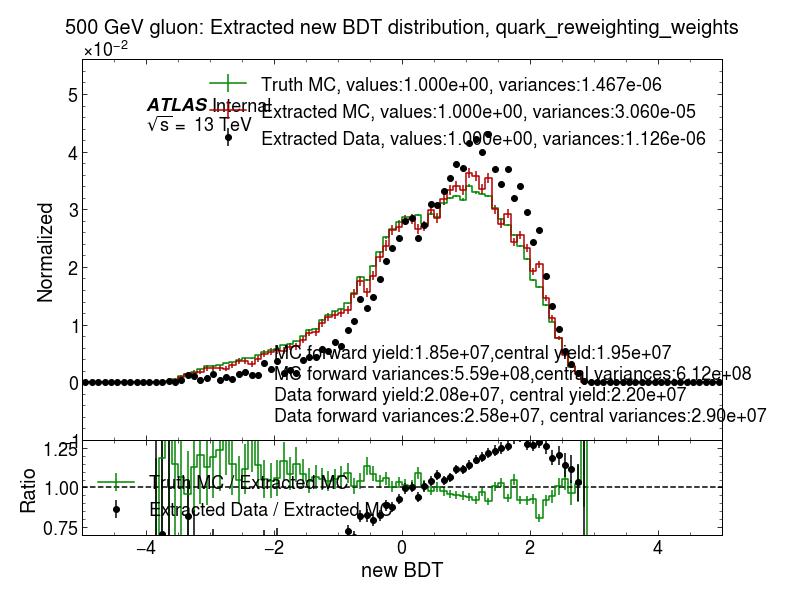 500 GeV gluon: Extracted new BDT distribution, quark_reweighting_weights
×10⁻²
Truth MC, values:1.000e+00, variances:1.467e-06
ATLAS Internal
Extracted MC, values:1.000e+00, variances:3.060e-05
√s = 13 TeV
Extracted Data, values:1.000e+00, variances:1.126e-06
5
4
3
2
1
0
−1
Normalized
MC forward yield:1.85e+07,central yield:1.95e+07
MC forward variances:5.59e+08,central variances:6.12e+08
Data forward yield:2.08e+07, central yield:2.20e+07
Data forward variances:2.58e+07, central variances:2.90e+07
1.25
1.00
0.75
Ratio
Truth MC / Extracted MC
Extracted Data / Extracted MC
−4 −2 0 2 4
new BDT